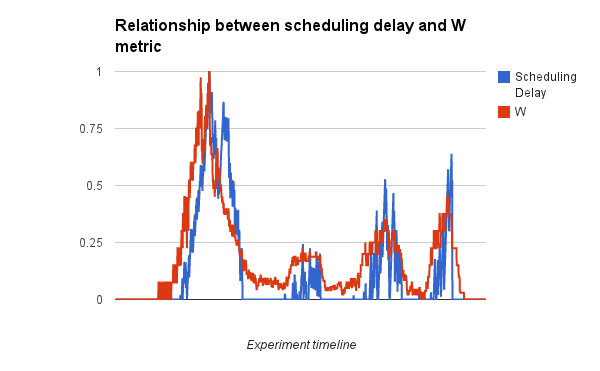 Relationship between scheduling delay and W
metric
1
0.75
0.5
0.25
0
Scheduling
Delay
W
Experiment timeline